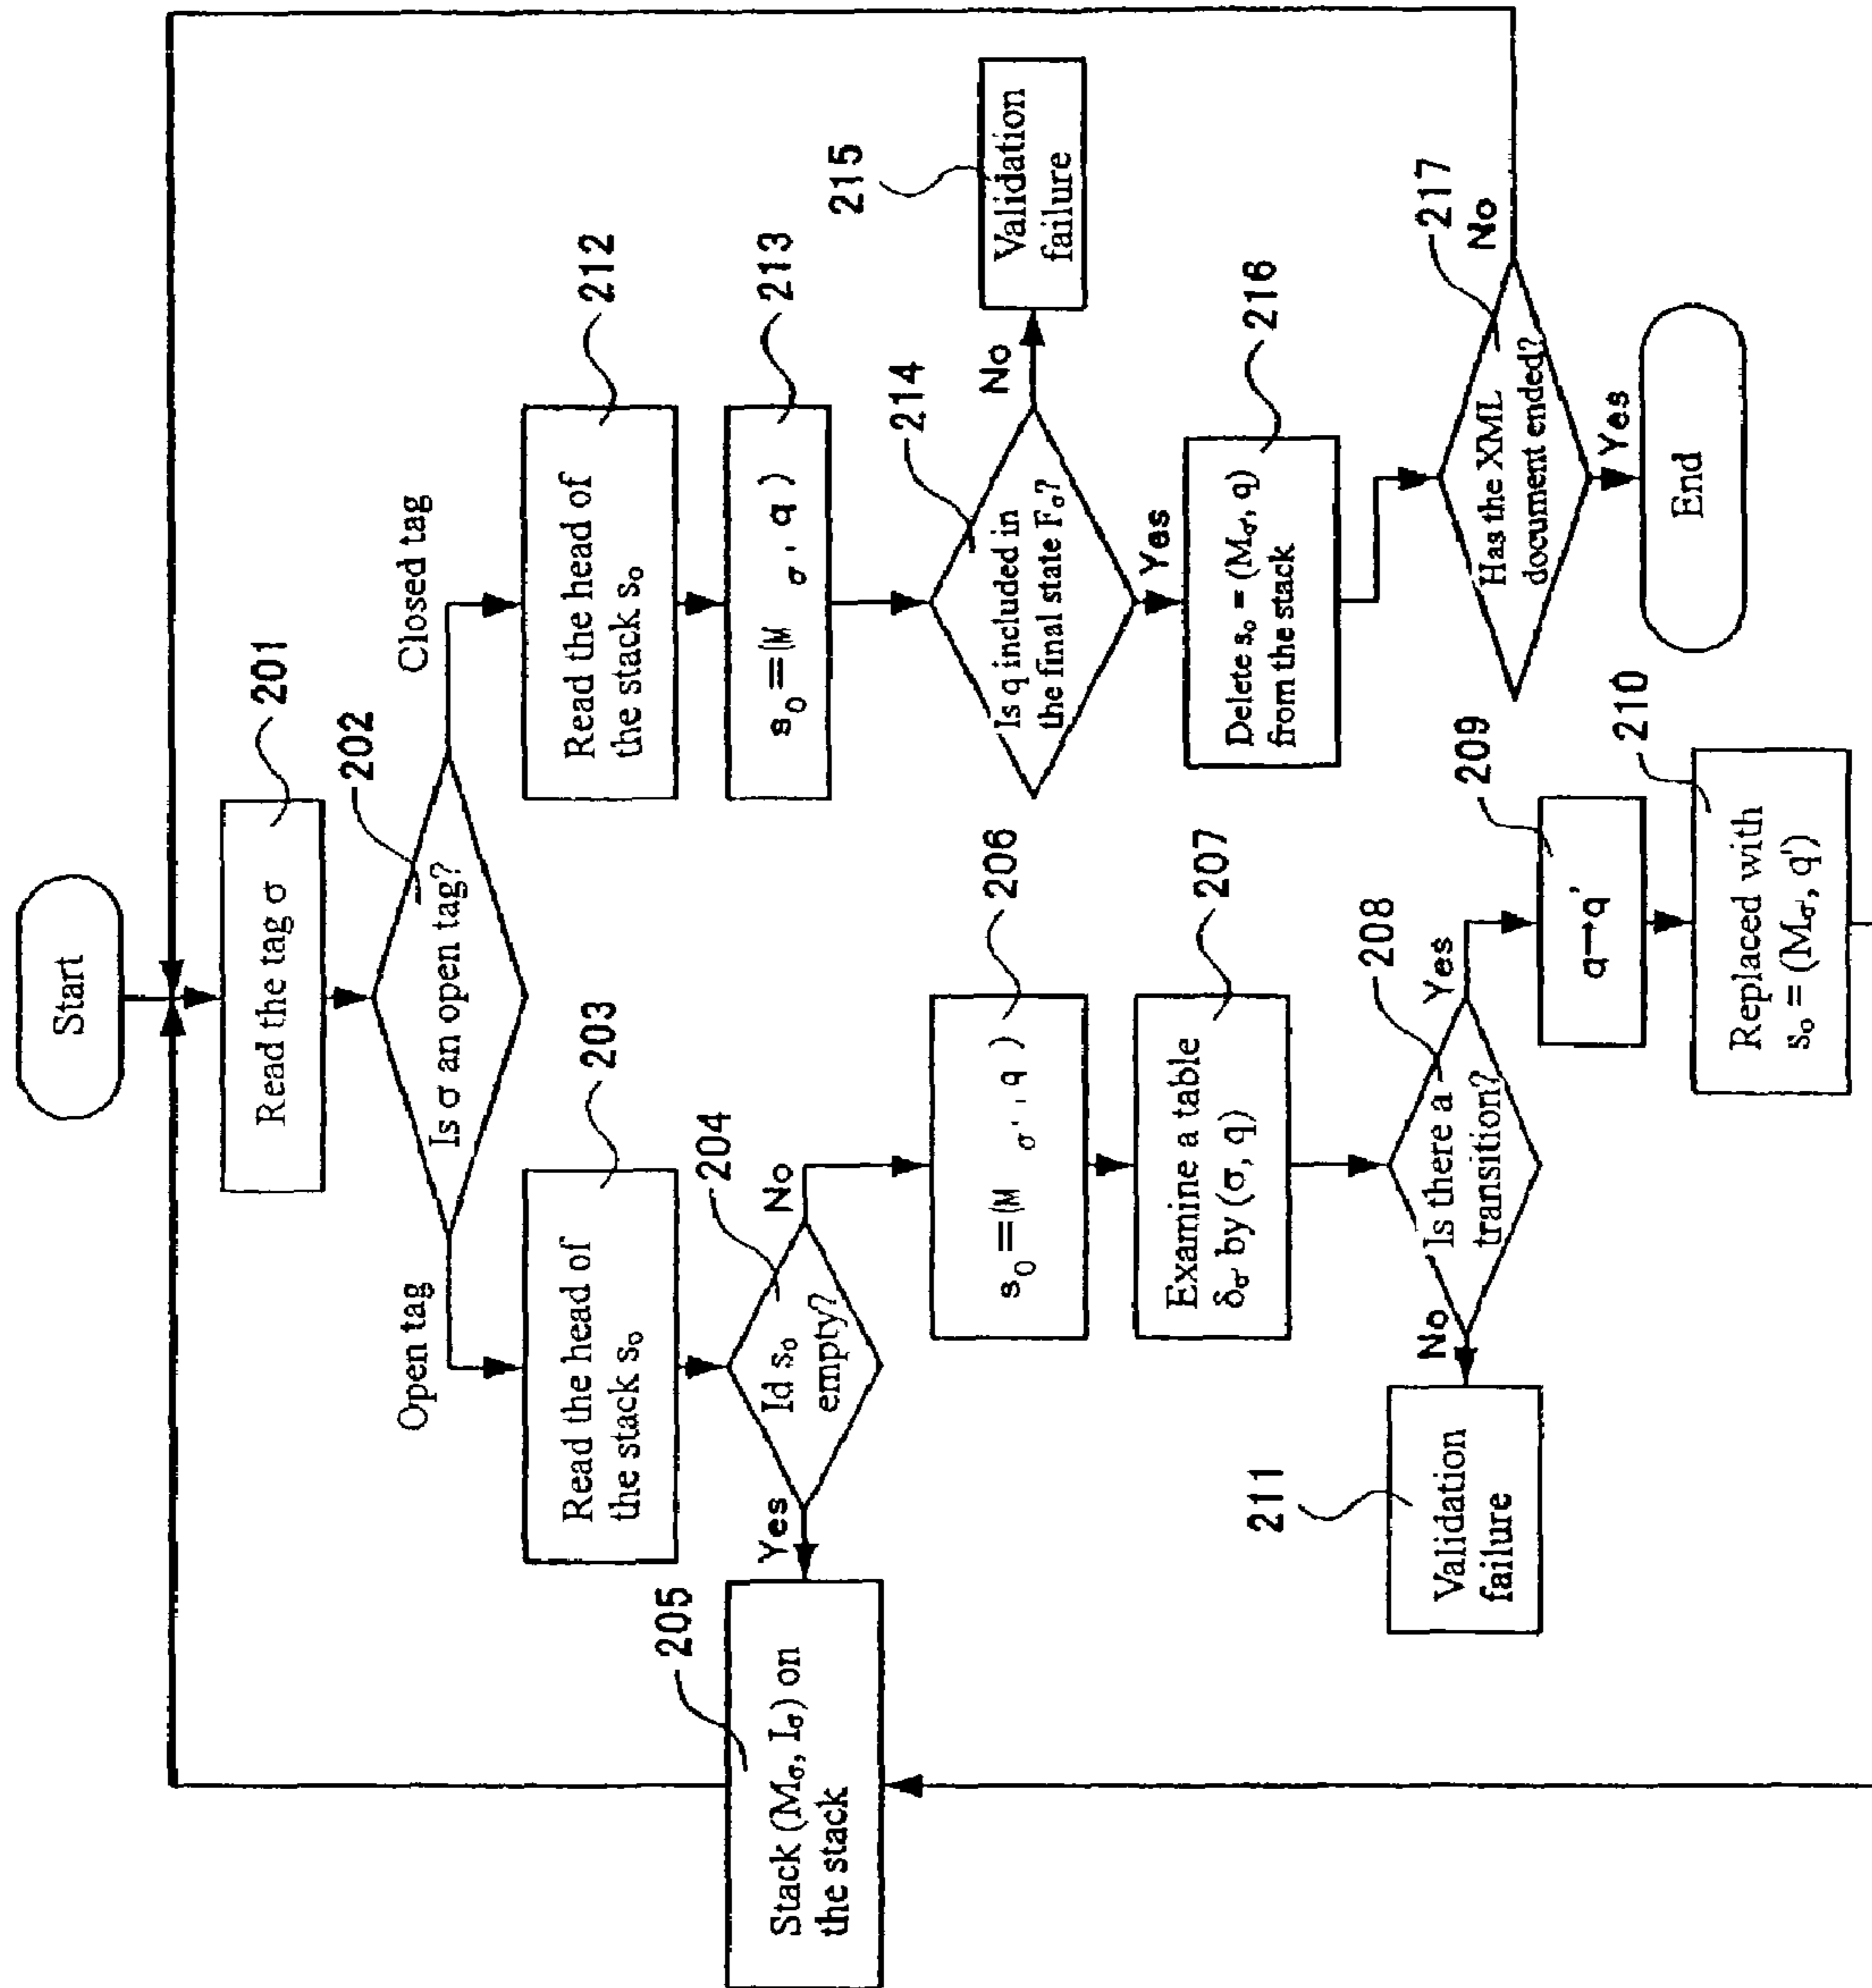 Start
Read the tag σ
201
Is σ an open tag?
202
Open tag
Closed tag
Read the head of
the stack s₀
203
Id s₀
empty?
204
Yes
No
Stack (Mσ, Iσ) on
the stack
205
s₀ = (M σ', q )
206
Examine a table
δσ' by (σ, q)
207
Is there a
transition?
208
No
Yes
Validation
failure
211
q→q'
209
Replaced with
s₀ = (Mσ', q')
210
Read the head of
the stack s₀
212
s₀ = (M σ, q )
213
Is q included in
the final state Fσ?
214
No
Validation
failure
215
Yes
Delete s₀ = (Mσ, q)
from the stack
216
Has the XML
document ended?
217
No
Yes
End